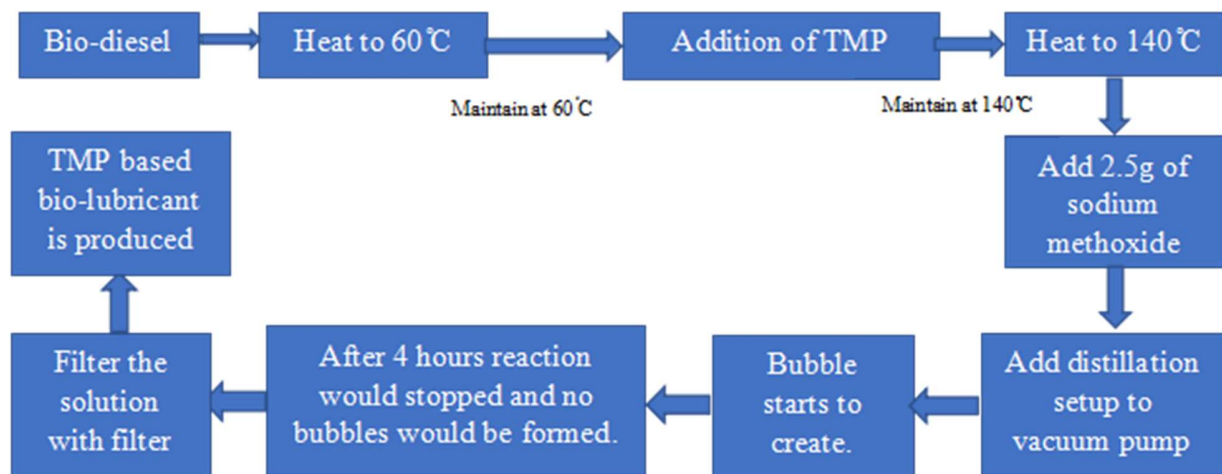 Bio-diesel
Heat to 60℃
Addition of TMP
Heat to 140℃
Maintain at 60℃
Maintain at 140℃
Add 2.5g of
sodium
methoxide
Add distillation
setup to
vacuum pump
Bubble
starts to
create.
After 4 hours reaction
would stopped and no
bubbles would be formed.
Filter the
solution
with filter
TMP based
bio-lubricant
is produced